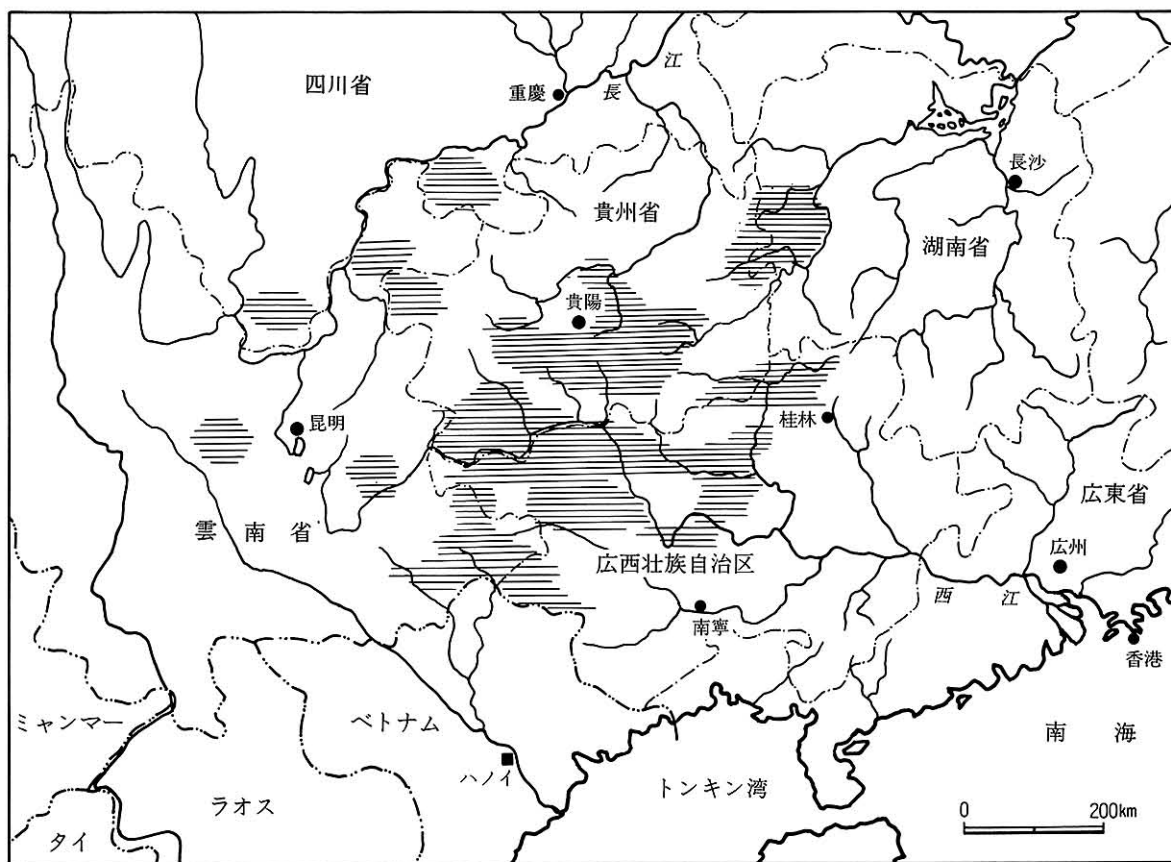 四川省
重慶
長
江
長沙
貴州省
湖南省
貴陽
昆明
桂林
広東省
雲南省
広西壮族自治区
広州
西
江
南寧
香港
ミャンマー
ベトナム
南海
ハノイ
トンキン湾
ラオス
0 200km
タイ